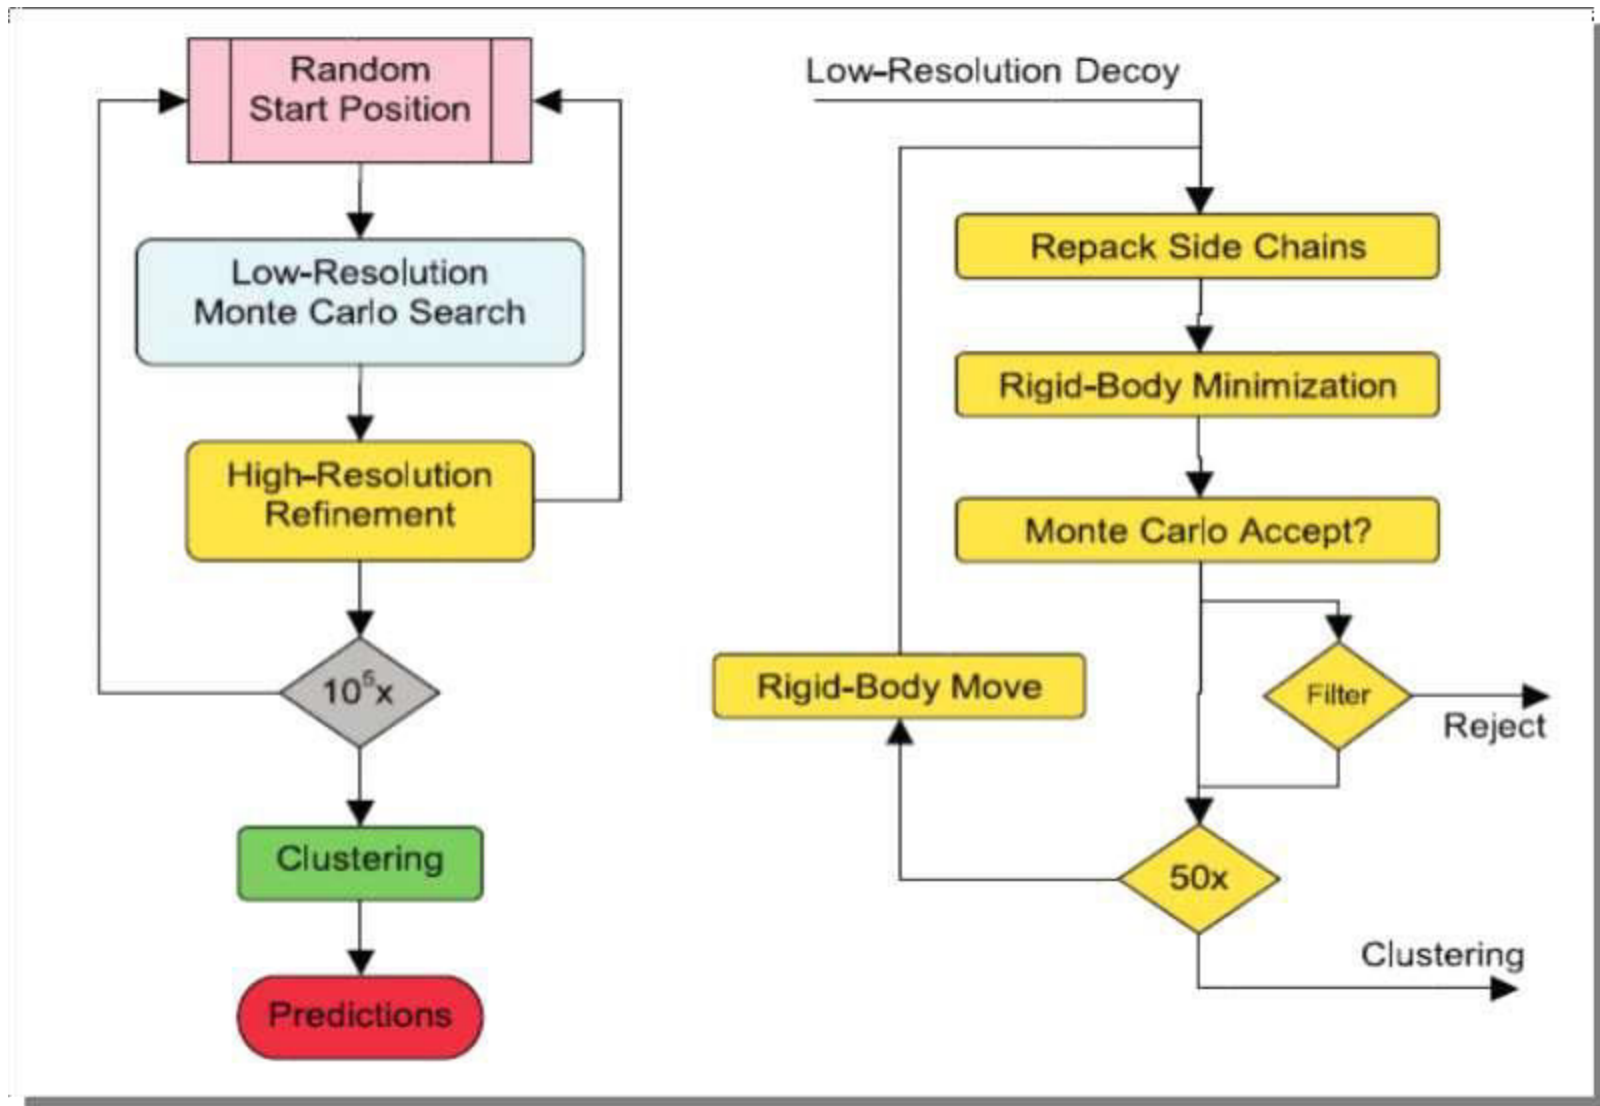 Random
Start Position
Low-Resolution
Monte Carlo Search
High-Resolution
Refinement
10⁵x
Clustering
Predictions
Low-Resolution Decoy
Repack Side Chains
Rigid-Body Minimization
Monte Carlo Accept?
Rigid-Body Move
Filter
Reject
50x
Clustering